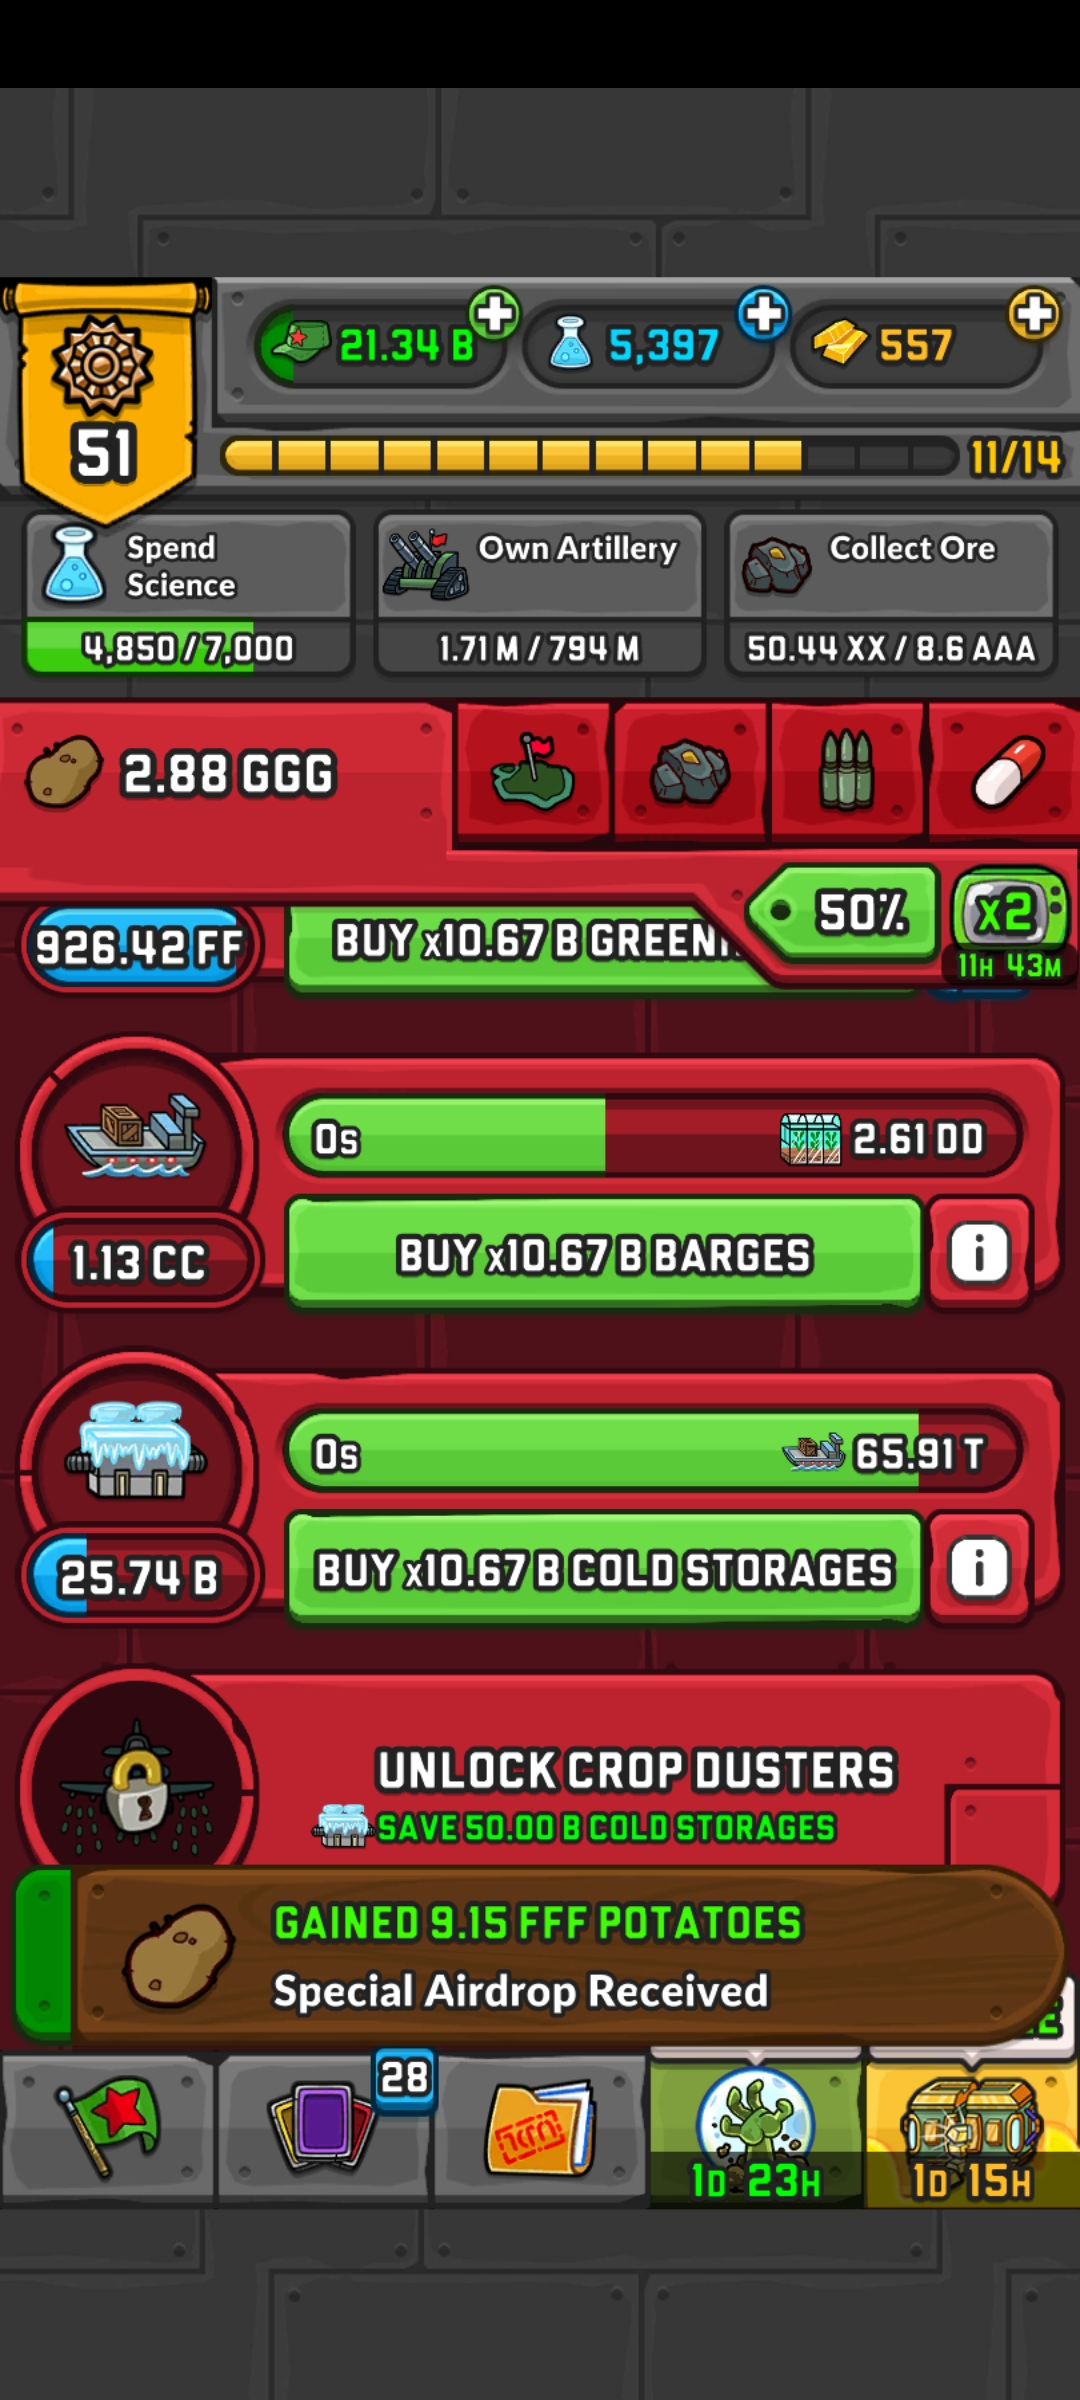 21.34 B
5,397
557
51
11/14
Spend
Science
Own Artillery
Collect Ore
4,850/7,000
1.71 M / 794 M
50.44 XX / 8.6 AAA
2.88 GGG
50%
x2
11H 43M
926.42 FF
BUY x10.67 B
0s
2.61 DD
1.13 CC
BUY x10.67 B BARGES
i
0s
65.91 T
25.74 B
BUY x10.67 B COLD STORAGES
i
UNLOCK CROP DUSTERS
SAVE 50.00 B COLD STORAGES
GAINED 9.15 FFF POTATOES
Special Airdrop Received
28
1D 23H
1D 15H